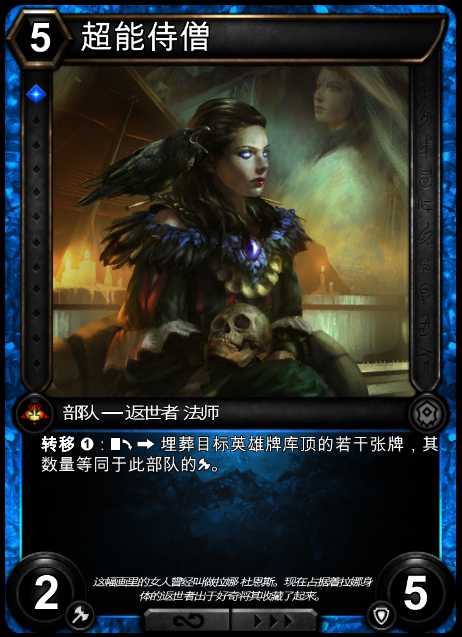 5
超能侍僧
部队 — 返世者 法师
转移 ❶：➡ 埋葬目标英雄牌库顶的若干张牌，其
数量等同于此部队的。
2
这幅画里的女人曾经叫做拉娜·杜恩斯。现在占据着拉娜身
体的返世者出于好奇将其收藏了起来。
5